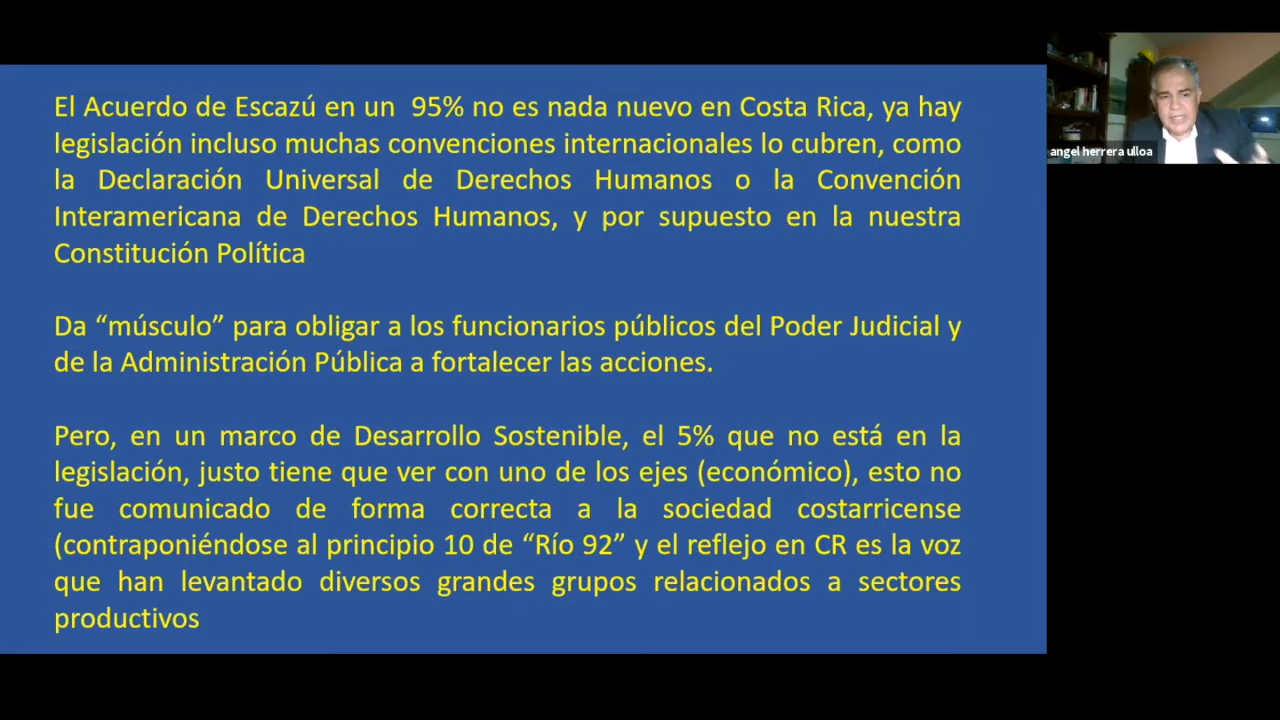 El Acuerdo de Escazú en un 95% no es nada nuevo en Costa Rica, ya hay
legislación incluso muchas convenciones internacionales lo cubren, como
la Declaración Universal de Derechos Humanos o la Convención
Interamericana de Derechos Humanos, y por supuesto en la nuestra
Constitución Política
Da “músculo” para obligar a los funcionarios públicos del Poder Judicial y
de la Administración Pública a fortalecer las acciones.
Pero, en un marco de Desarrollo Sostenible, el 5% que no está en la
legislación, justo tiene que ver con uno de los ejes (económico), esto no
fue comunicado de forma correcta a la sociedad costarricense
(contraponiéndose al principio 10 de “Río 92” y el reflejo en CR es la voz
que han levantado diversos grandes grupos relacionados a sectores
productivos
angel herrera ulloa